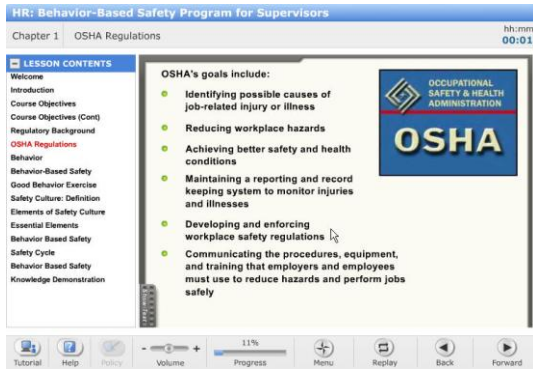 HR: Behavior-Based Safety Program for Supervisors
Chapter 1 OSHA Regulations
hh:mm
00:01
LESSON CONTENTS
Welcome
Introduction
Course Objectives
Course Objectives (Cont)
Regulatory Background
OSHA Regulations
Behavior
Behavior-Based Safety
Good Behavior Exercise
Safety Culture: Definition
Elements of Safety Culture
Essential Elements
Behavior Based Safety
Safety Cycle
Behavior Based Safety
Knowledge Demonstration
OSHA's goals include:
Identifying possible causes of
job-related injury or illness
Reducing workplace hazards
Achieving better safety and health
conditions
Maintaining a reporting and record
keeping system to monitor injuries
and illnesses
Developing and enforcing
workplace safety regulations
Communicating the procedures, equipment,
and training that employers and employees
must use to reduce hazards and perform jobs
safely
OCCUPATIONAL
SAFETY & HEALTH
ADMINISTRATION
OSHA
- +
11%
Tutorial Help Policy Volume Progress Menu Replay Back Forward